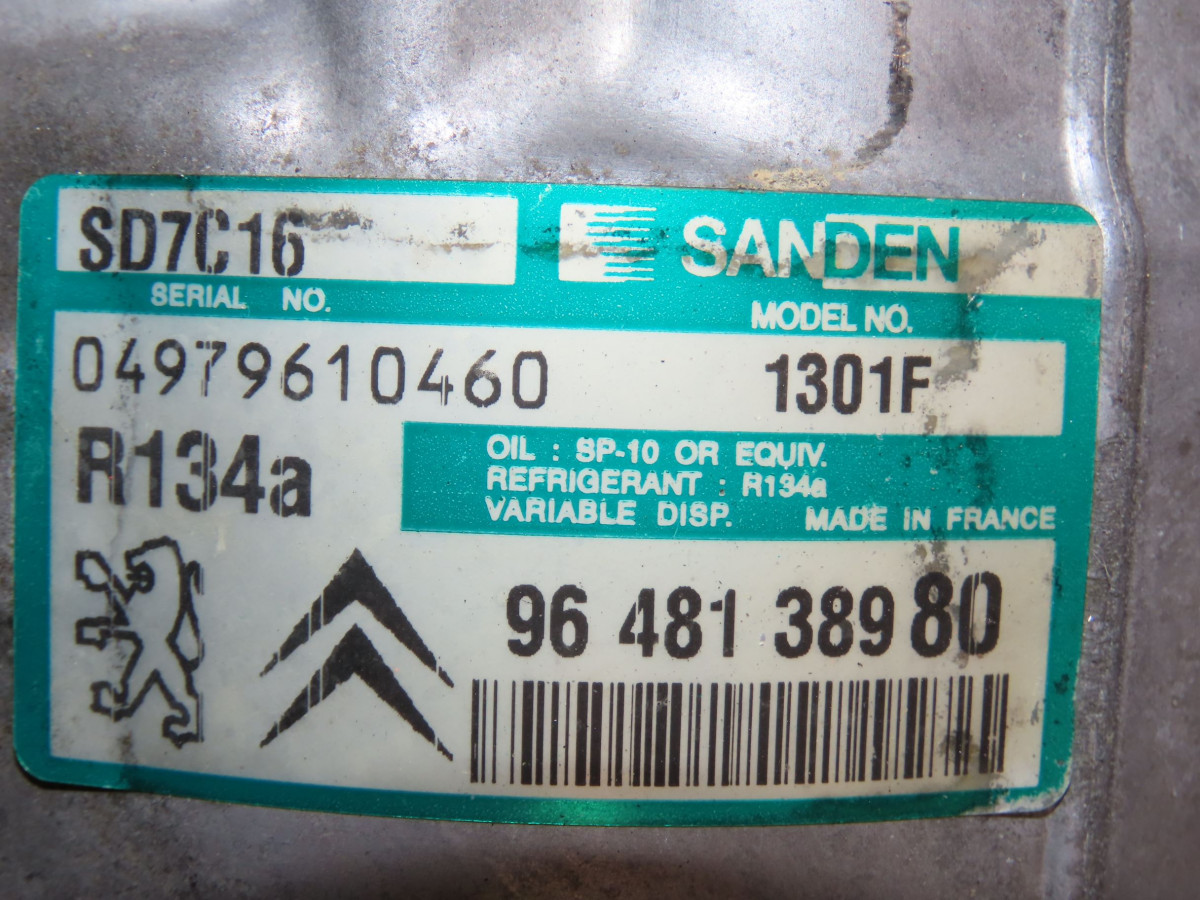 SD7C16
SANDEN
SERIAL NO.
MODEL NO.
04979610460
1301F
R134a
OIL : SP-10 OR EQUIV.
REFRIGERANT : R134a
VARIABLE DISP.
MADE IN FRANCE
96 481 389 80